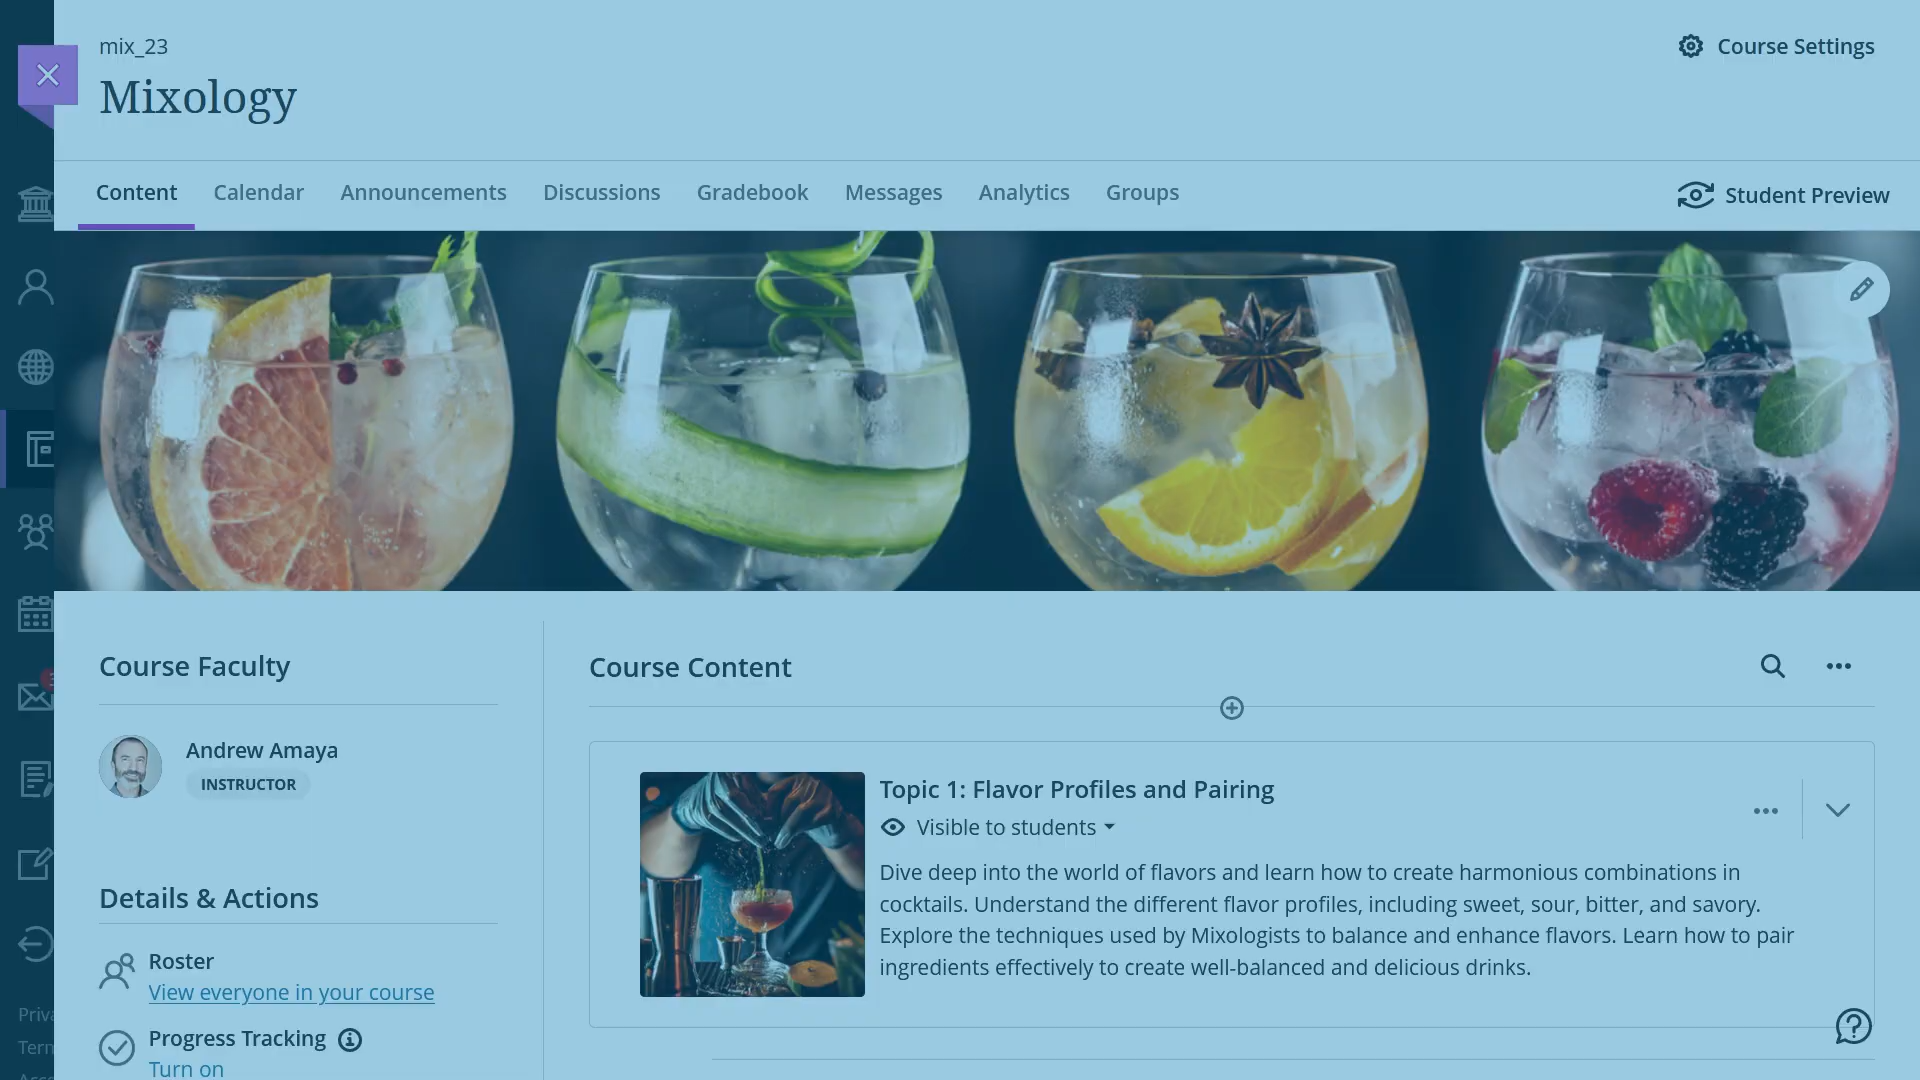 mix_23
Course Settings
Mixology
Content
Calendar
Announcements
Discussions
Gradebook
Messages
Analytics
Groups
Student Preview
Course Faculty
Andrew Amaya
INSTRUCTOR
Details & Actions
Roster
View everyone in your course
Progress Tracking
Turn on
Course Content
Topic 1: Flavor Profiles and Pairing
Visible to students
Dive deep into the world of flavors and learn how to create harmonious combinations in
cocktails. Understand the different flavor profiles, including sweet, sour, bitter, and savory.
Explore the techniques used by Mixologists to balance and enhance flavors. Learn how to pair
ingredients effectively to create well-balanced and delicious drinks.